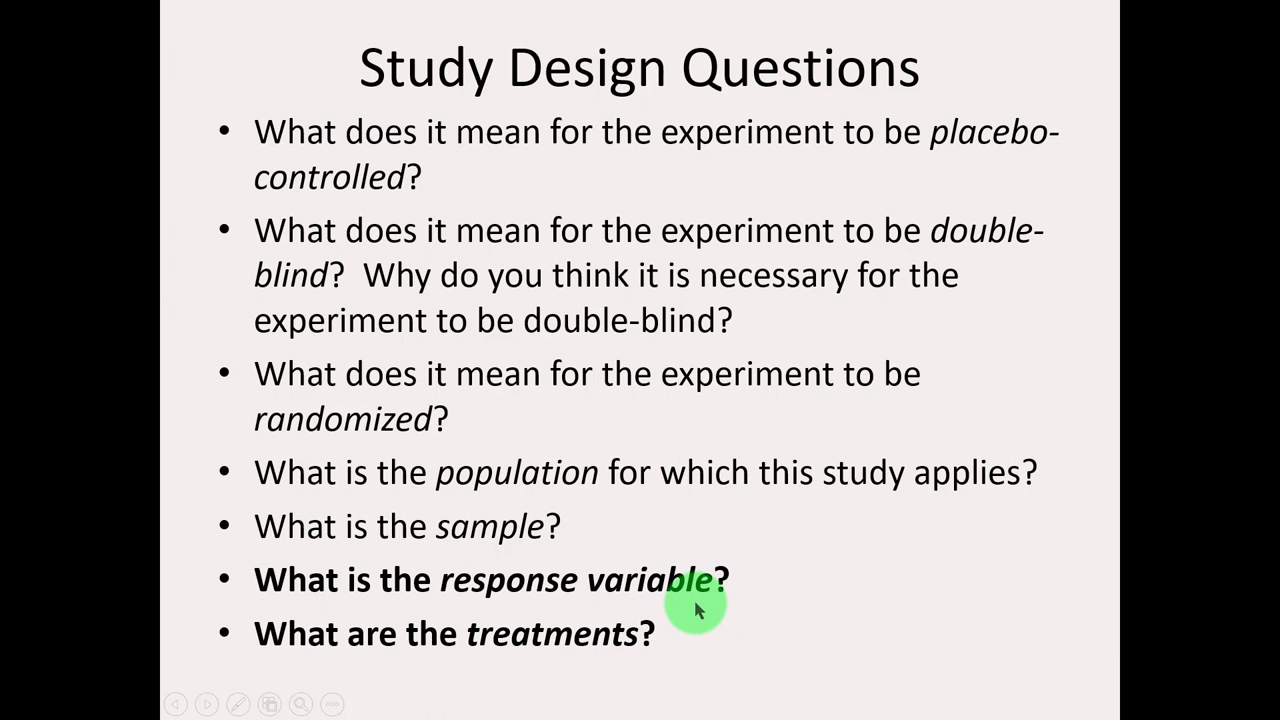 Study Design Questions
• What does it mean for the experiment to be placebo-
controlled?
• What does it mean for the experiment to be double-
blind?  Why do you think it is necessary for the
experiment to be double-blind?
• What does it mean for the experiment to be
randomized?
• What is the population for which this study applies?
• What is the sample?
• What is the response variable?
• What are the treatments?